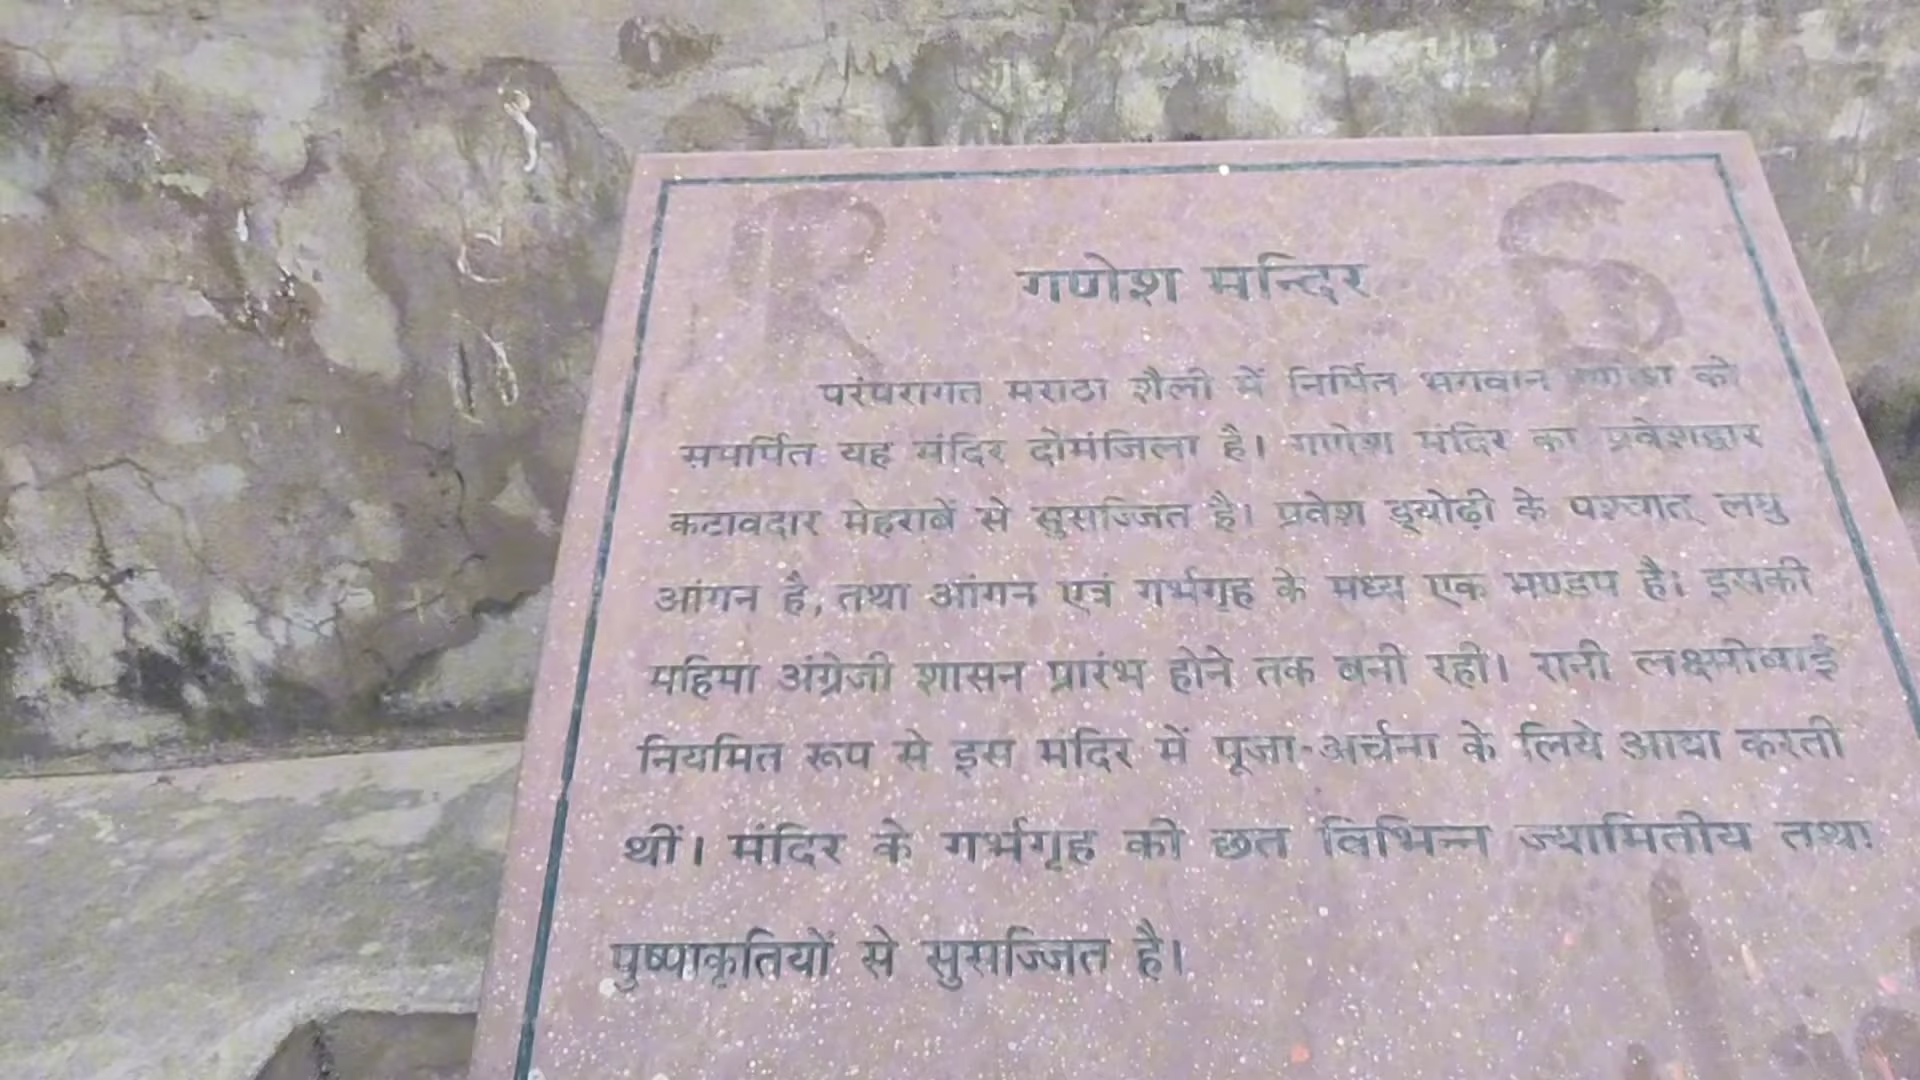 R S
गणेश मन्दिर
परंपरागत मराठा शैली में निर्मित भगवान गणेश को
समर्पित यह मंदिर दोमंजिला है। गणेश मंदिर का प्रवेशद्वार
कटावदार मेहराबें से सुसज्जित है। प्रवेश ड्योढ़ी के पश्चात् लघु
आंगन है, तथा आंगन एवं गर्भगृह के मध्य एक मण्डप है। इसकी
महिमा अंग्रेजी शासन प्रारंभ होने तक बनी रही। रानी लक्ष्मीबाई
नियमित रूप से इस मंदिर में पूजा-अर्चना के लिये आया करती
थीं। मंदिर के गर्भगृह की छत विभिन्न ज्यामितीय तथा
पुष्पाकृतियों से सुसज्जित है।